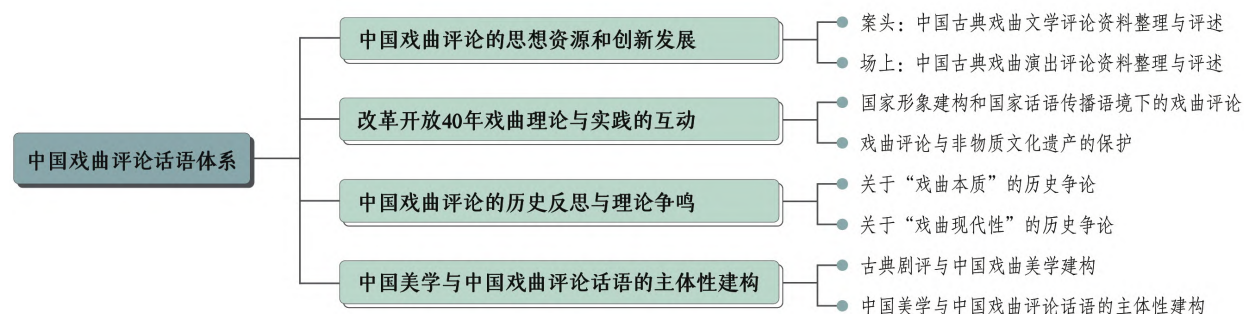 中国戏曲评论话语体系
中国戏曲评论的思想资源和创新发展
案头：中国古典戏曲文学评论资料整理与评述
场上：中国古典戏曲演出评论资料整理与评述
改革开放40年戏曲理论与实践的互动
国家形象建构和国家话语传播语境下的戏曲评论
戏曲评论与非物质文化遗产的保护
中国戏曲评论的历史反思与理论争鸣
关于“戏曲本质”的历史争论
关于“戏曲现代性”的历史争论
中国美学与中国戏曲评论话语的主体性建构
古典剧评与中国戏曲美学建构
中国美学与中国戏曲评论话语的主体性建构